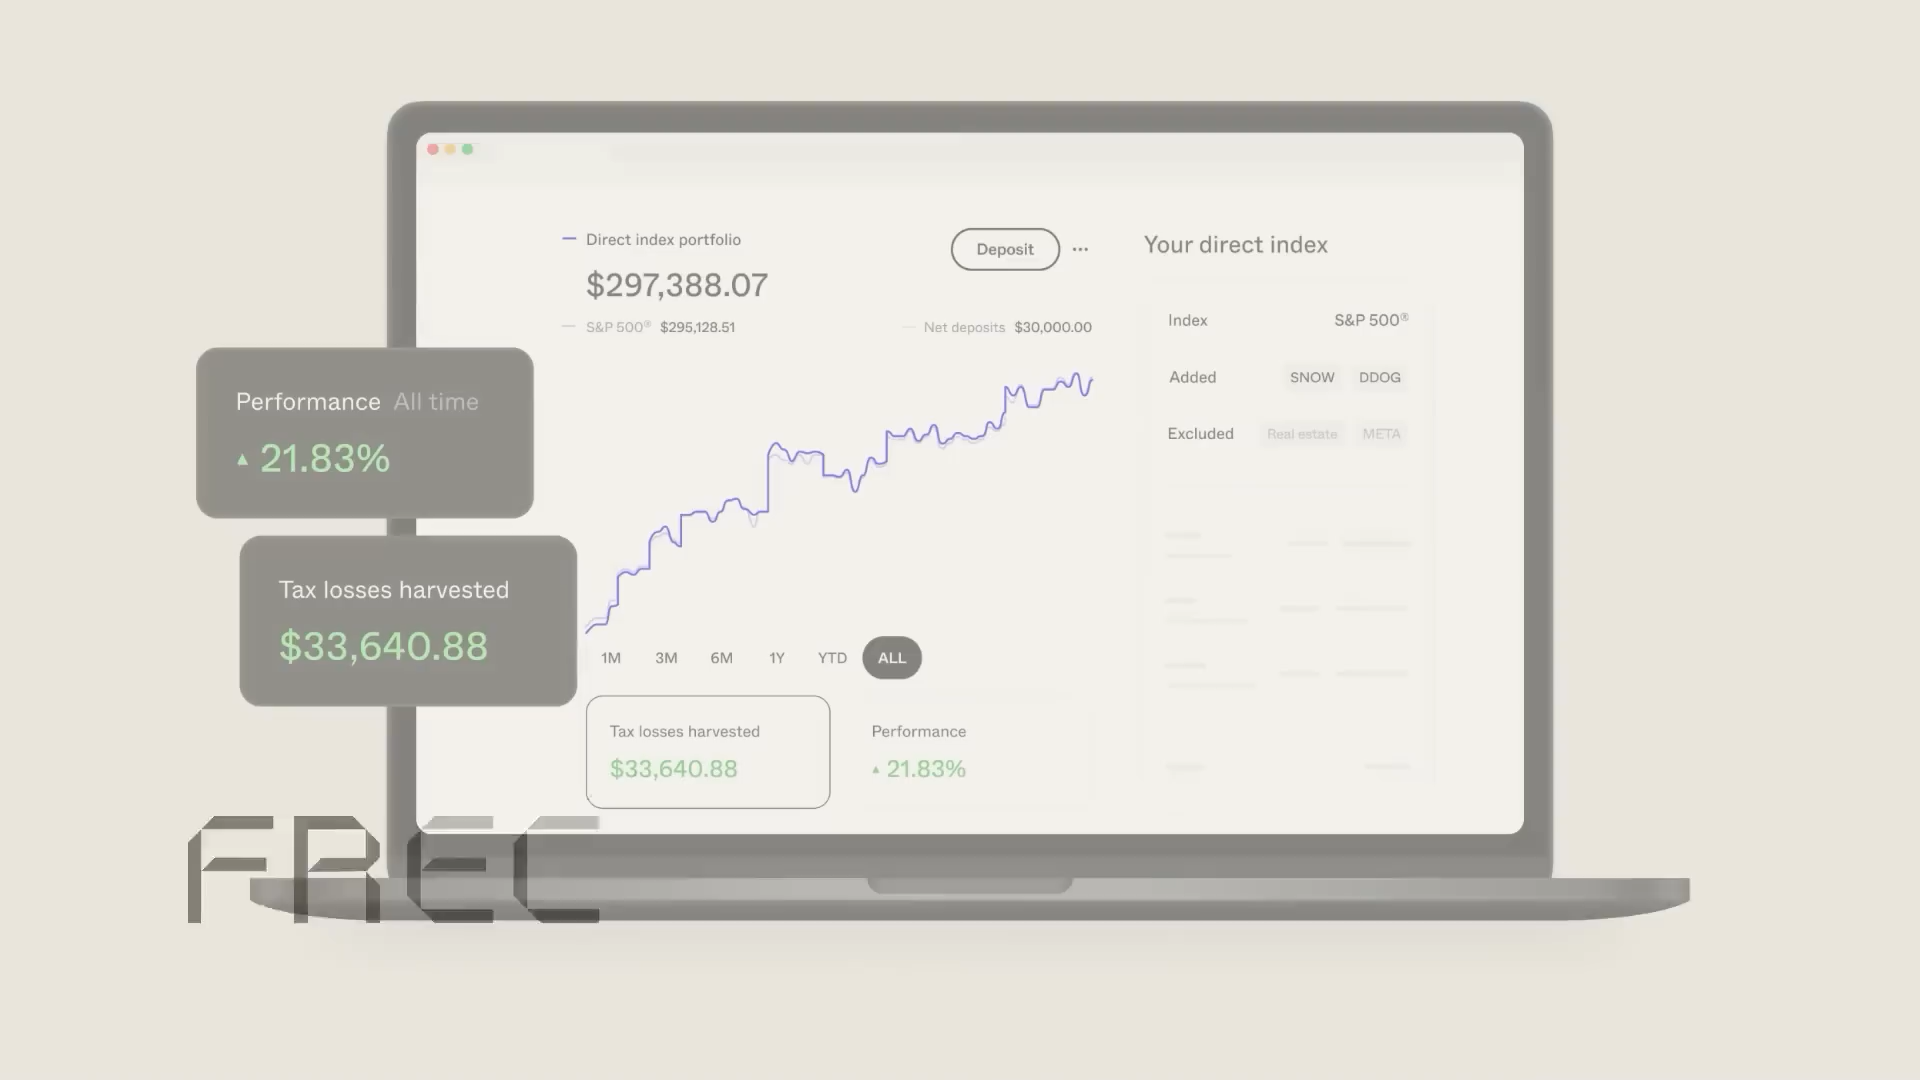 Direct index portfolio
$297,388.07
S&P 500® $295,128.51
Net deposits $30,000.00
Deposit
Your direct index
Index S&P 500®
Added SNOW DDOG
Excluded Real estate META
Performance All time
21.83%
Tax losses harvested
$33,640.88
1M 3M 6M 1Y YTD ALL
Tax losses harvested
$33,640.88
Performance
21.83%
FREC